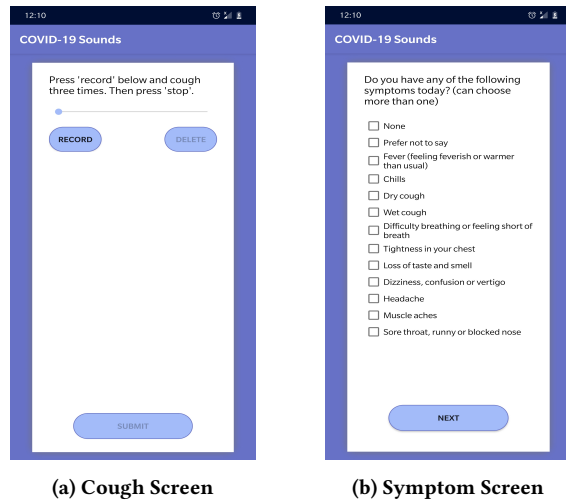 12:10
COVID-19 Sounds
Press 'record' below and cough
three times. Then press 'stop'.
RECORD
DELETE
SUBMIT
(a) Cough Screen
12:10
COVID-19 Sounds
Do you have any of the following
symptoms today? (can choose
more than one)
None
Prefer not to say
Fever (feeling feverish or warmer
than usual)
Chills
Dry cough
Wet cough
Difficulty breathing or feeling short of
breath
Tightness in your chest
Loss of taste and smell
Dizziness, confusion or vertigo
Headache
Muscle aches
Sore throat, runny or blocked nose
NEXT
(b) Symptom Screen